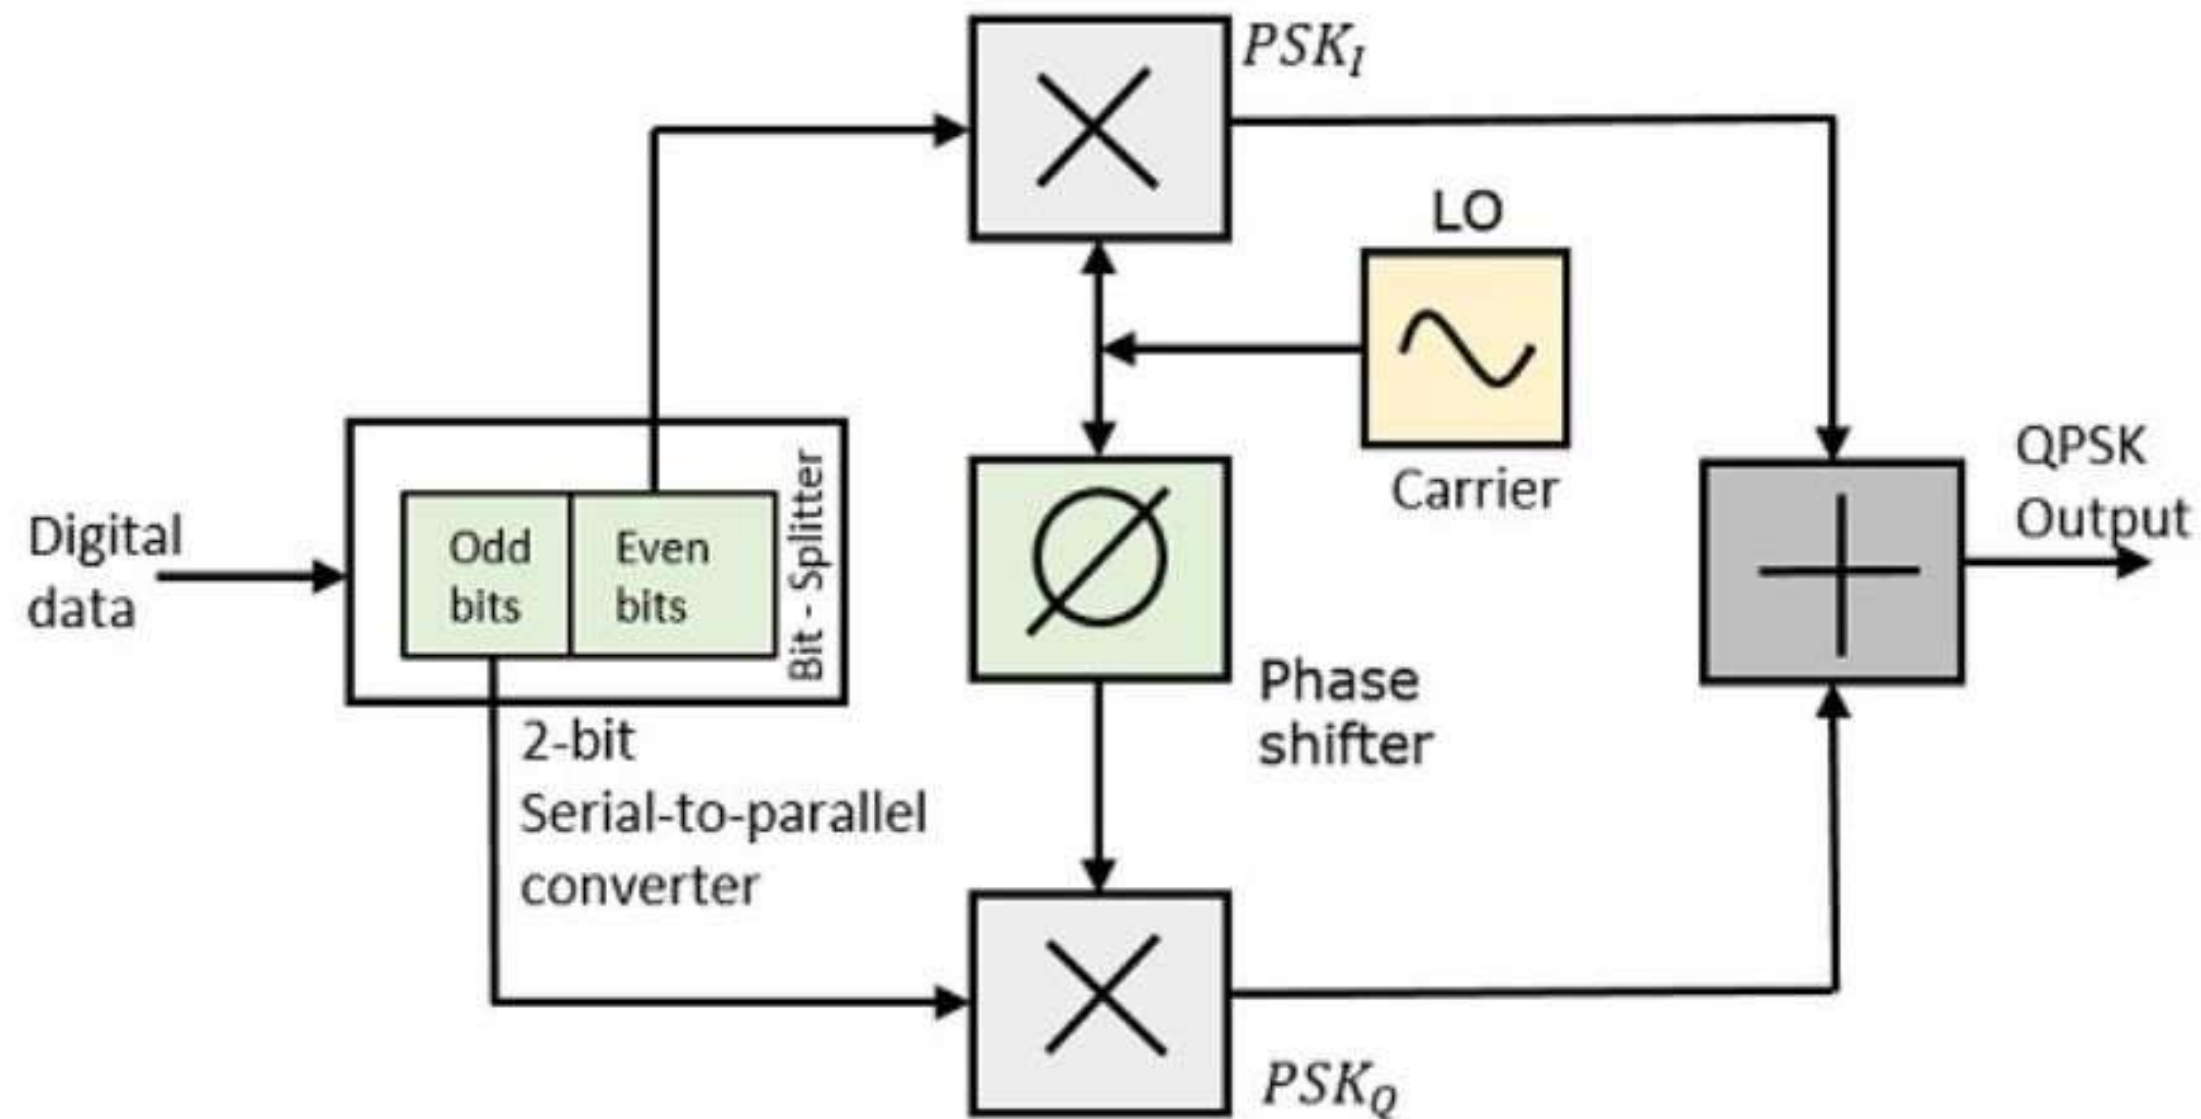 PSK_I
LO
Carrier
QPSK
Output
Digital
data
Odd
bits
Even
bits
Bit - Splitter
2-bit
Serial-to-parallel
converter
Phase
shifter
PSK_Q